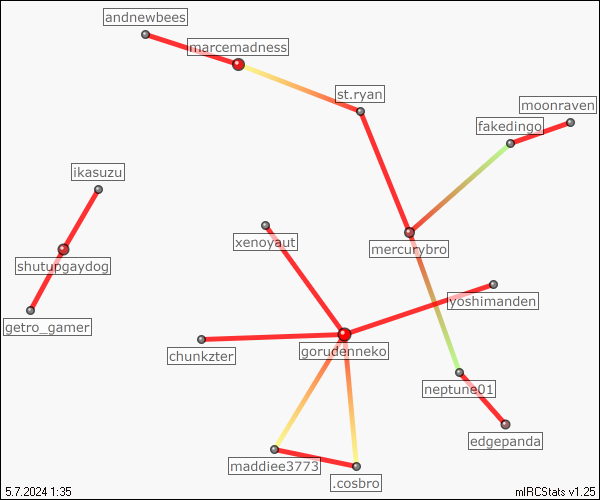 andnewbees
marcemadness
st.ryan
moonraven
fakedingo
ikasuzu
xenoyaut
mercurybro
shutupgaydog
yoshimanden
getro_gamer
chunkzter
gorudenneko
neptune01
edgepanda
maddiee3773
.cosbro
5.7.2024 1:35
mIRCStats v1.25